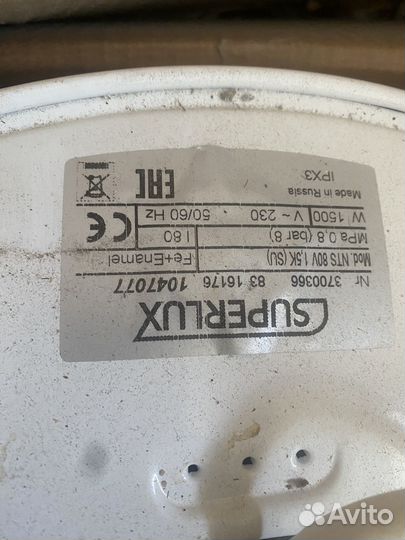 SUPERLUX
Nr 3700366 83 16176 1047077
Mod. NTS 80V 1,5K (SU) Fe+Enamel
MPa 0,8 (bar 8) l 80
W 1500 V ~ 230 50/60 Hz
CE
EAC
IPX3
Made in Russia
Avito